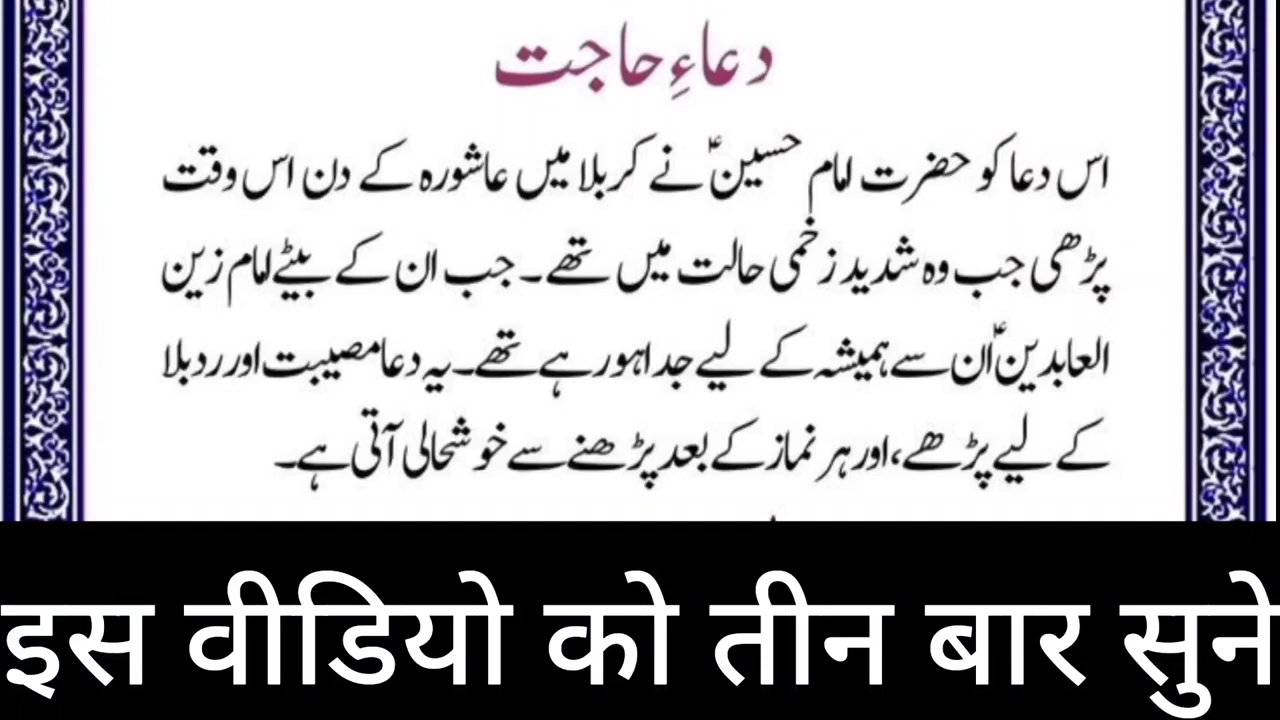 دعاءِ حاجت
اس دعا کو حضرت امام حسینؑ نے کربلا میں عاشورہ کے دن اس وقت
پڑھی جب وہ شدید زخمی حالت میں تھے۔ جب ان کے بیٹے امام زین
العابدینؑ ان سے ہمیشہ کے لیے جدا ہو رہے تھے۔ یہ دعا مصیبت اور رد بلا
کے لیے پڑھے، اور ہر نماز کے بعد پڑھنے سے خوشحالی آتی ہے۔
इस वीडियो को तीन बार सुने